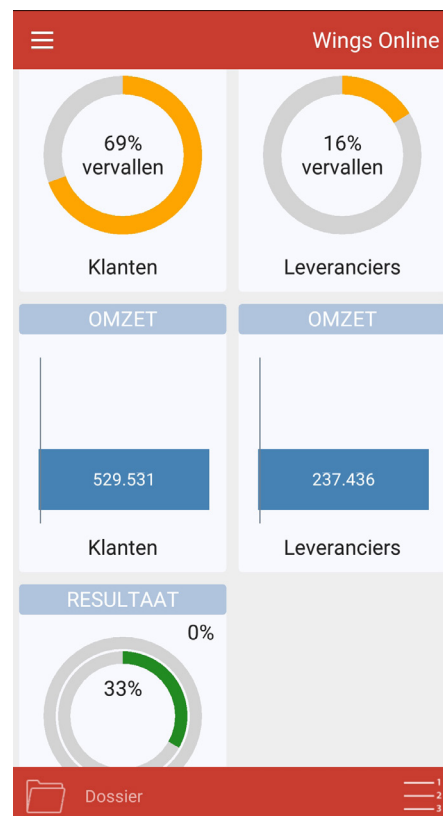 Wings Online
69%
vervallen
Klanten
16%
vervallen
Leveranciers
OMZET
529.531
Klanten
OMZET
237.436
Leveranciers
RESULTAAT
0%
33%
Dossier
1
2
3